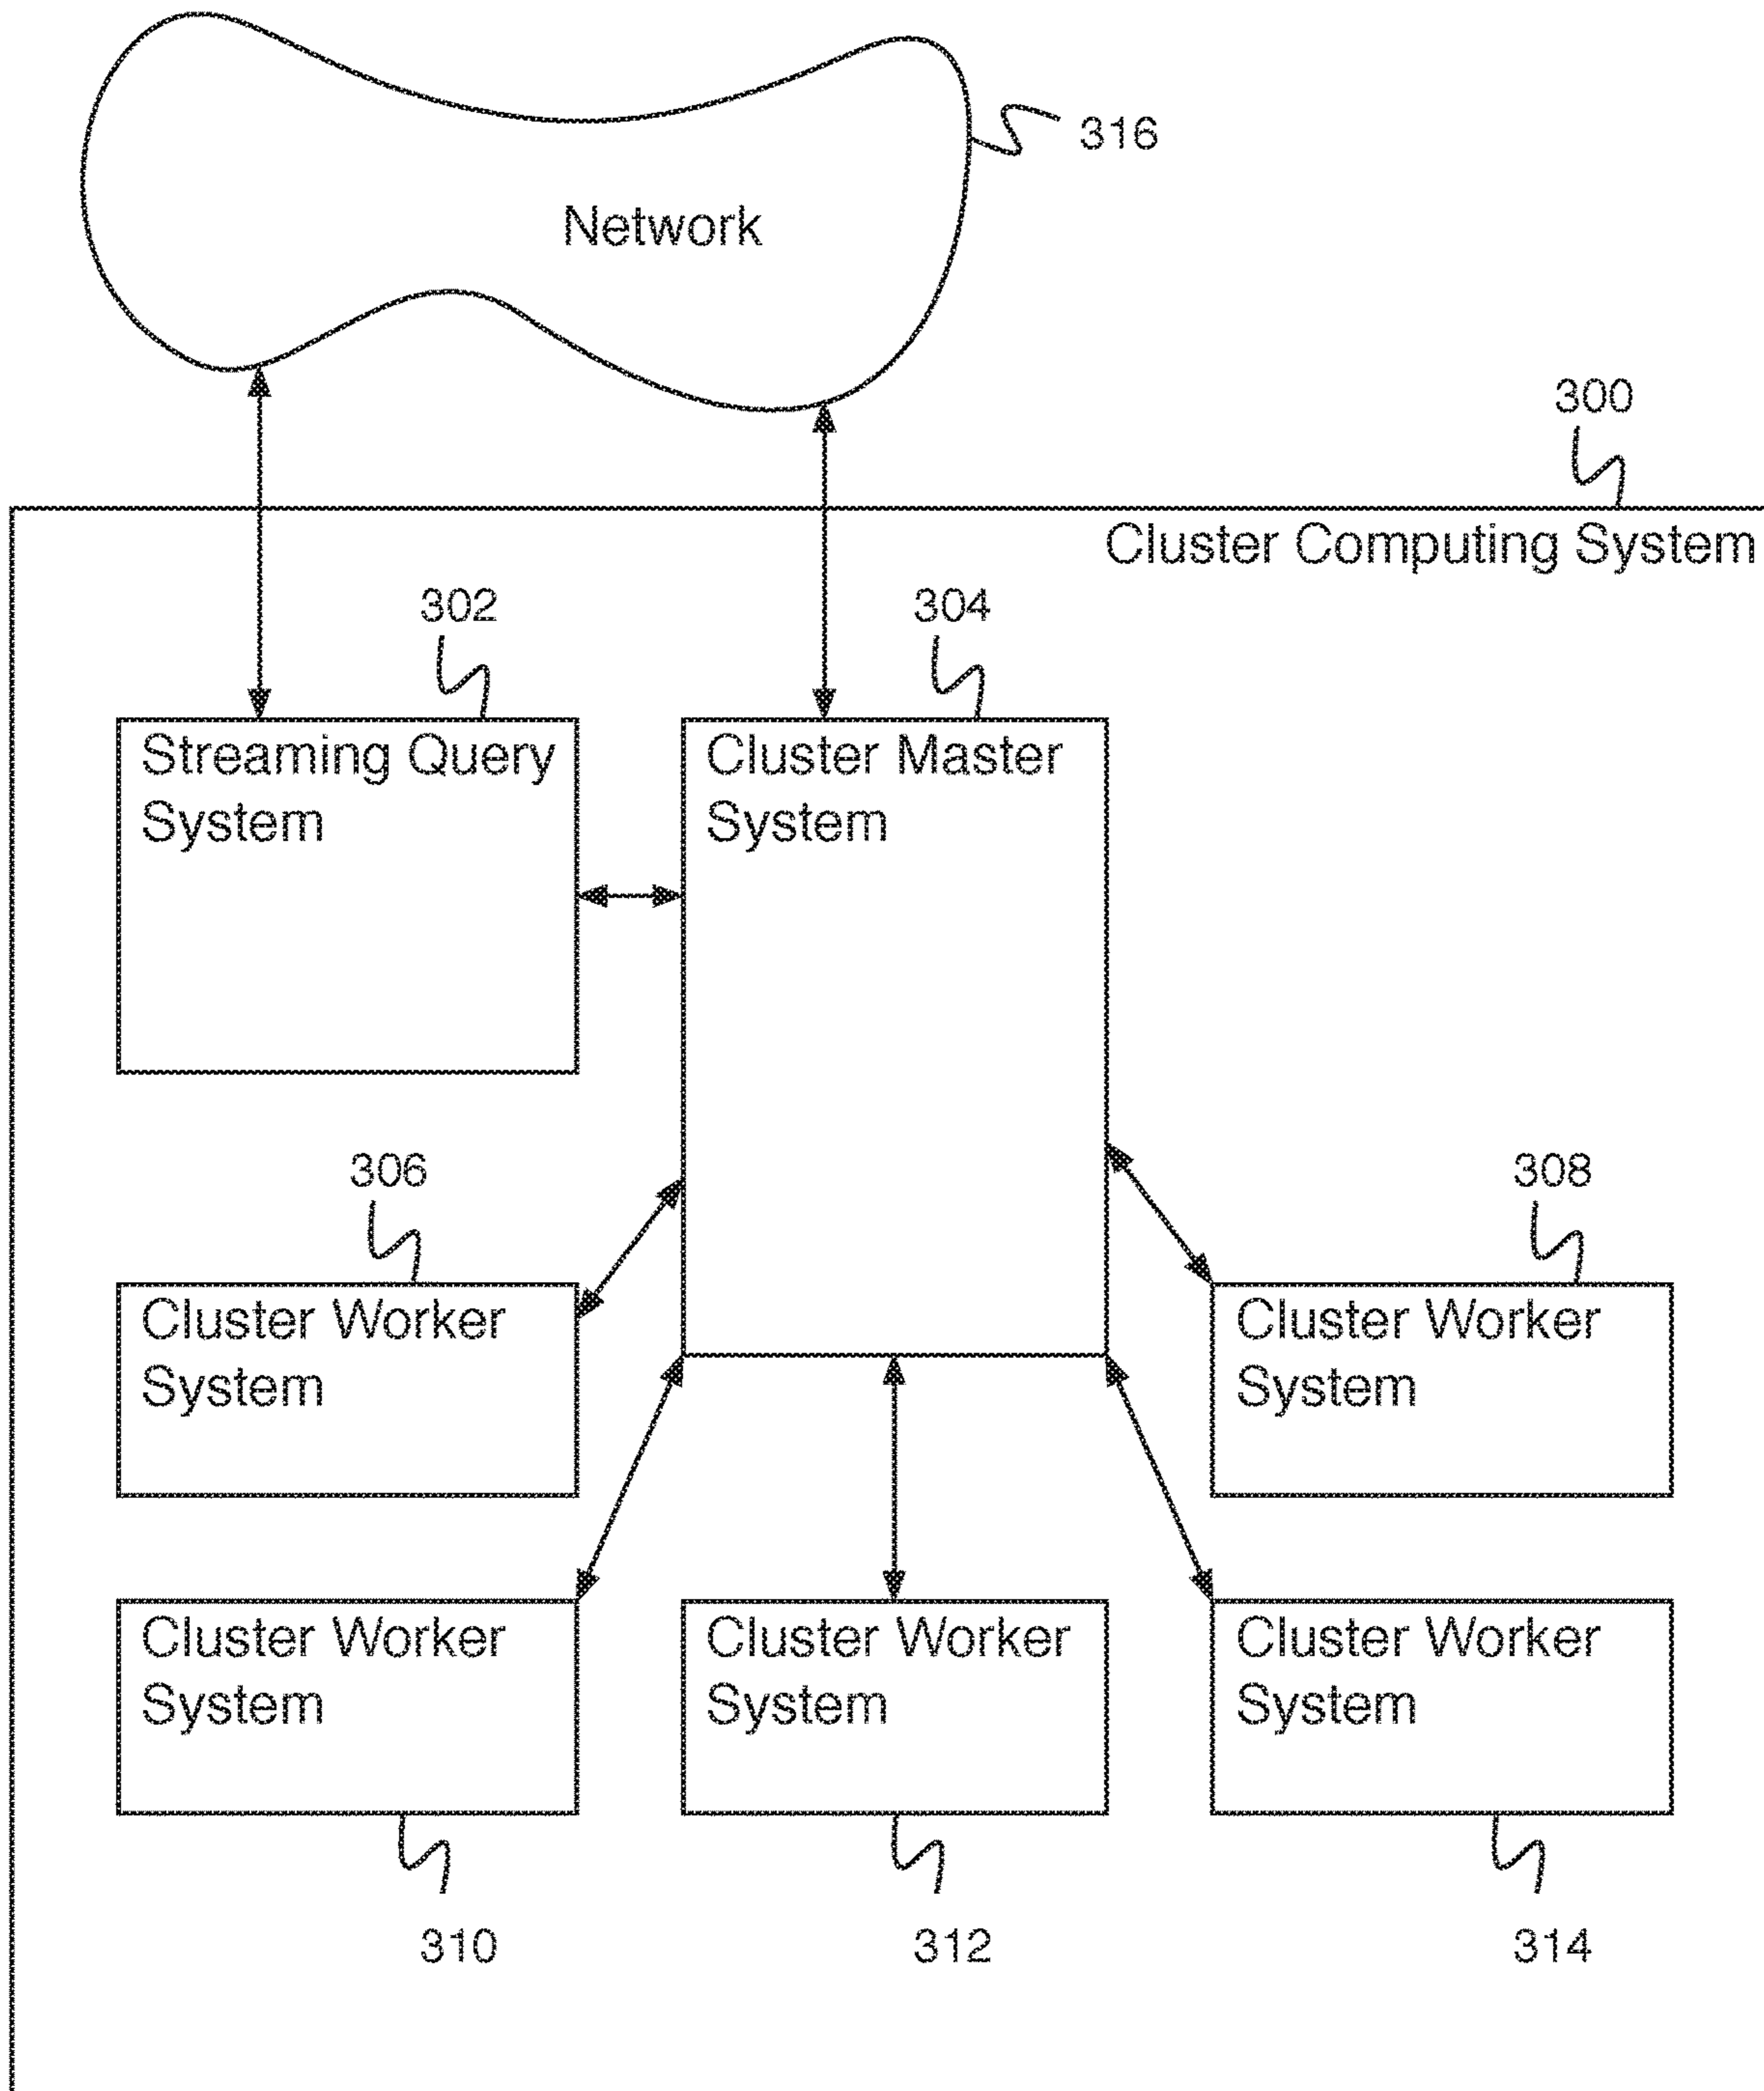 316
Network
300
Cluster Computing System
302
304
Streaming Query
System
Cluster Master
System
306
308
Cluster Worker
System
Cluster Worker
System
Cluster Worker
System
Cluster Worker
System
Cluster Worker
System
310
312
314